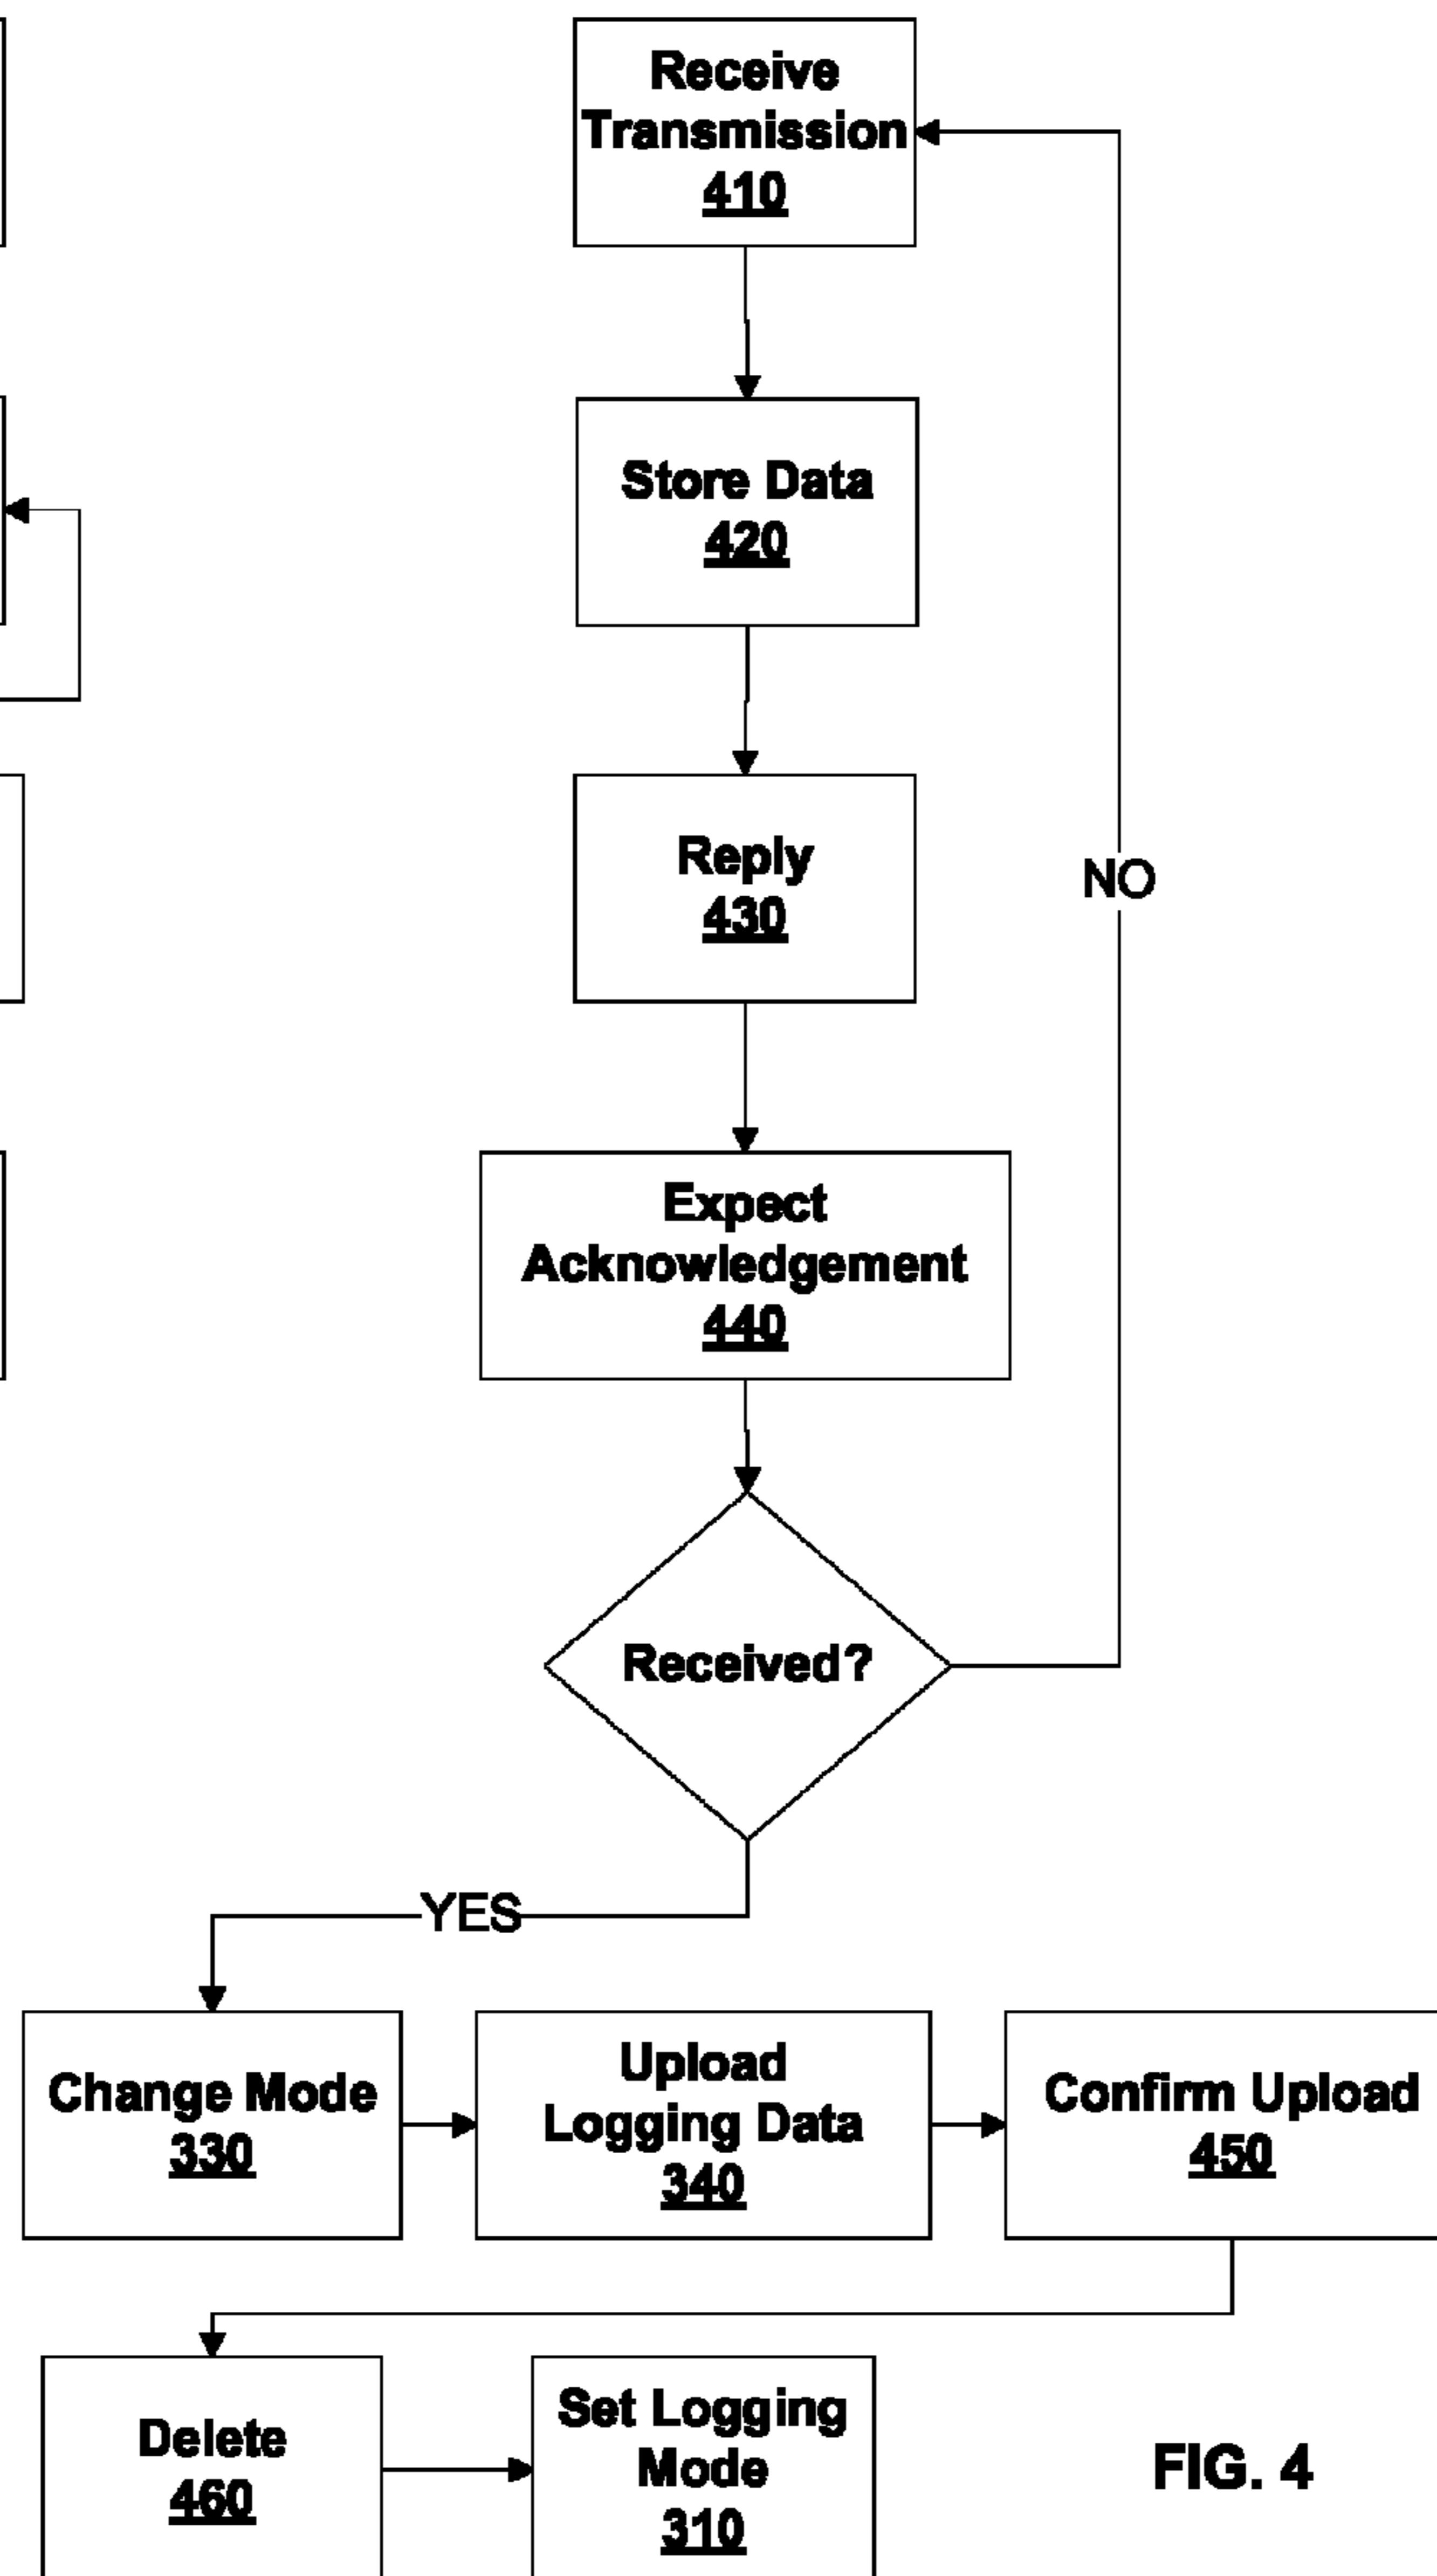 Receive
Transmission
410
Store Data
420
Reply
430
NO
Expect
Acknowledgement
440
Received?
YES
Change Mode
330
Upload
Logging Data
340
Confirm Upload
450
Delete
460
Set Logging
Mode
310
FIG. 4